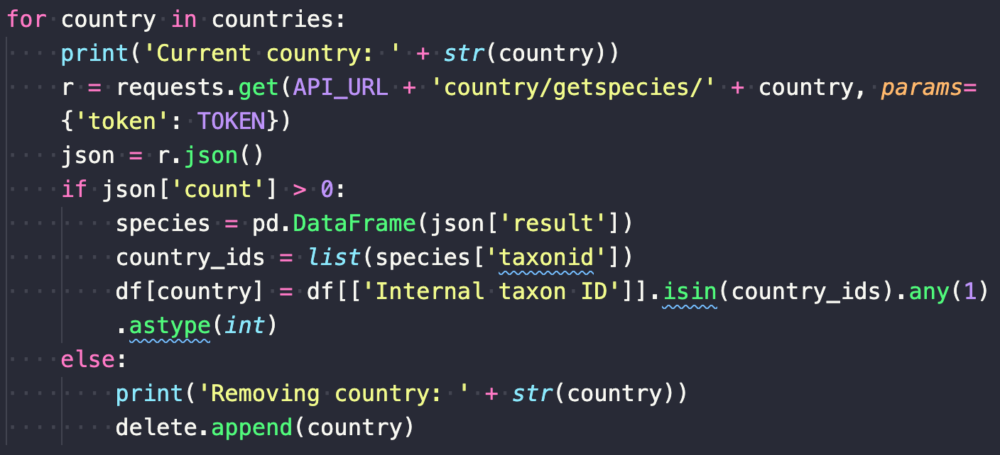 for country in countries:
    print('Current country: ' + str(country))
    r = requests.get(API_URL + 'country/getspecies/' + country, params=
    {'token': TOKEN})
    json = r.json()
    if json['count'] > 0:
        species = pd.DataFrame(json['result'])
        country_ids = list(species['taxonid'])
        df[country] = df[['Internal taxon ID']].isin(country_ids).any(1)
        .astype(int)
    else:
        print('Removing country: ' + str(country))
        delete.append(country)